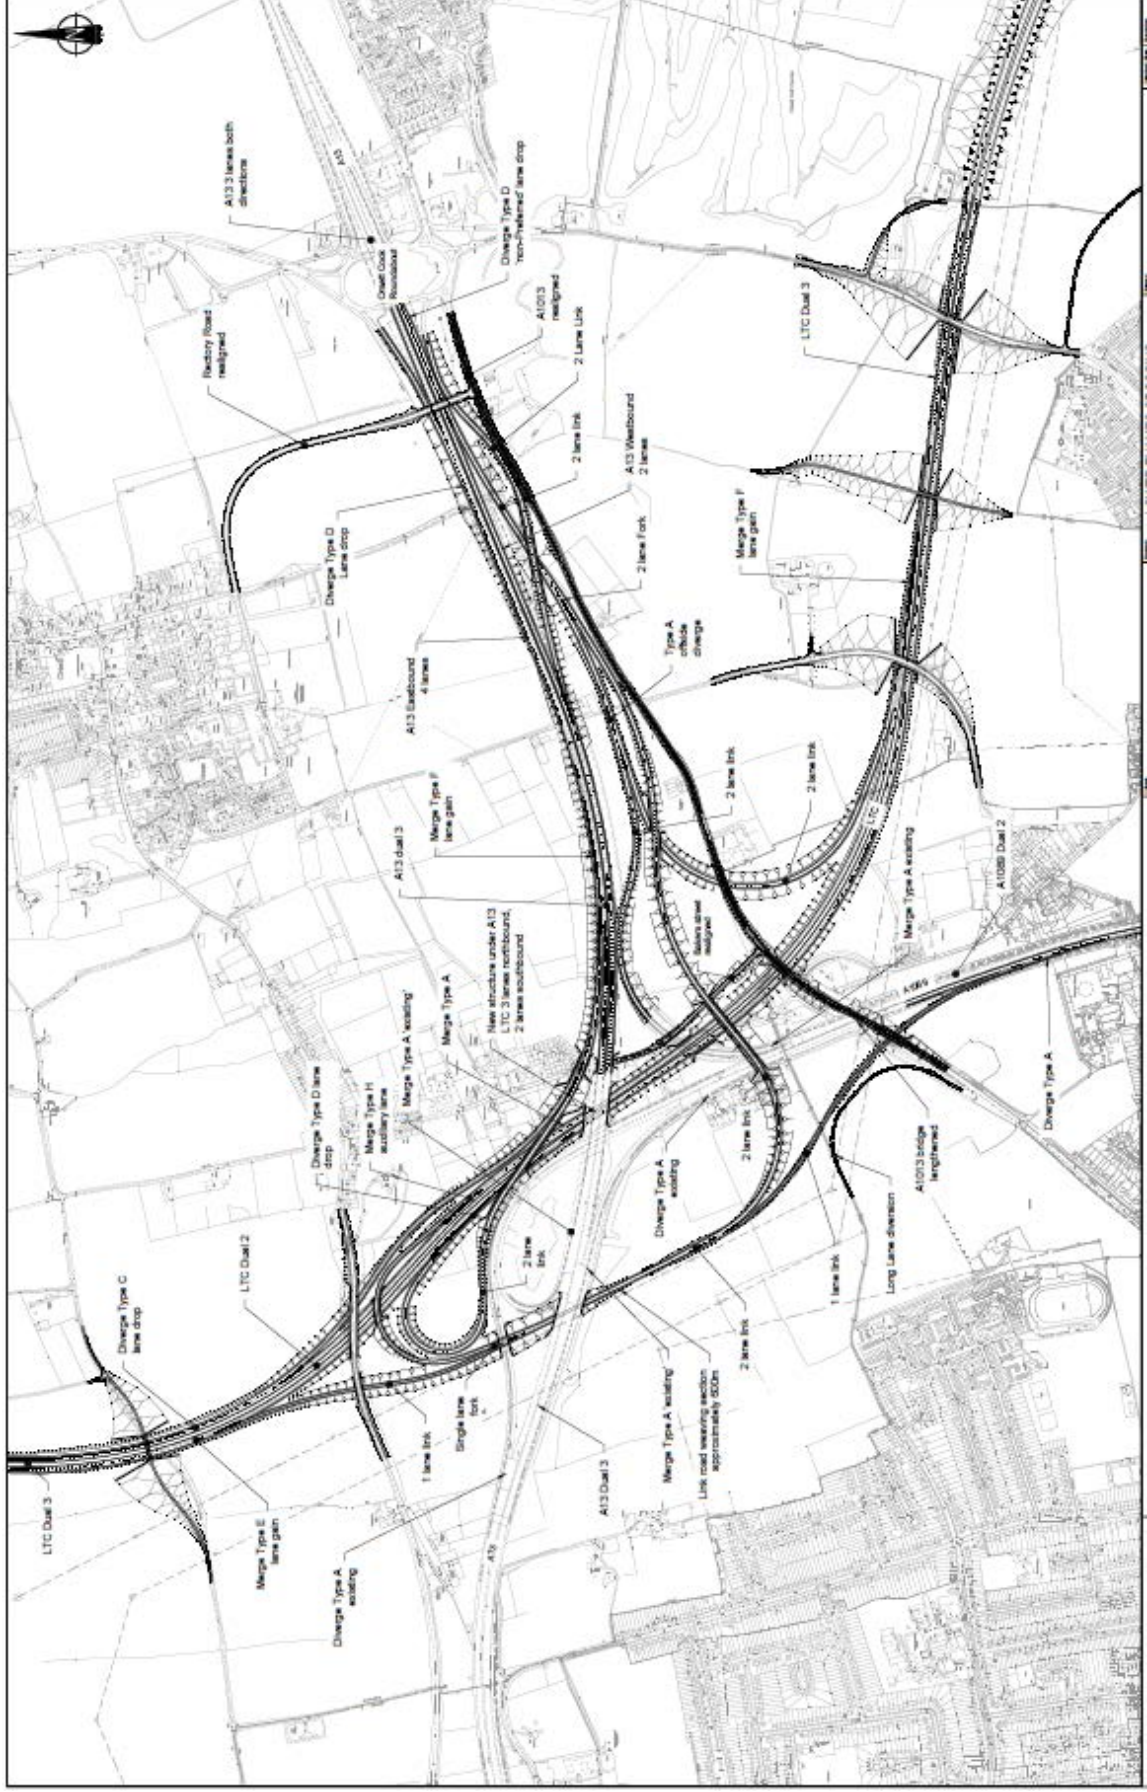 LTC Dual 3
Diverge Type C
lane drop
LTC Dual 2
Merge Type E
lane gain
Diverge Type A
existing
1 lane link
Single lane
fork
2 lane
link
Diverge Type D lane
drop
Merge Type H
auxiliary lane
Merge Type A 'existing'
Merge Type A
New structure under A13
LTC 3 lanes northbound,
2 lanes southbound
A13 dual 3
Merge Type F
lane gain
A13 Eastbound
4 lanes
Diverge Type D
Lane drop
Rectory Road
realigned
A13 3 lanes both
directions
A13
Orsett Cock
Roundabout
Diverge Type D
'non-Preferred' lane drop
A1013
realigned
2 Lane Link
2 lane link
A13 Westbound
2 lanes
2 lane Fork
Type A
offside
diverge
Merge Type F
lane gain
LTC Dual 3
2 lane link
2 lane link
LTC
Merge Type A existing
A1089 Dual 2
A1089
realigned
Diverge Type A
existing
2 lane link
A13
A13 Dual 3
Merge Type A 'existing'
Link road weaving section
approximately 600m
2 lane link
1 lane link
Long Lane diversion
A1013 bridge
lengthened
Diverge Type A
N